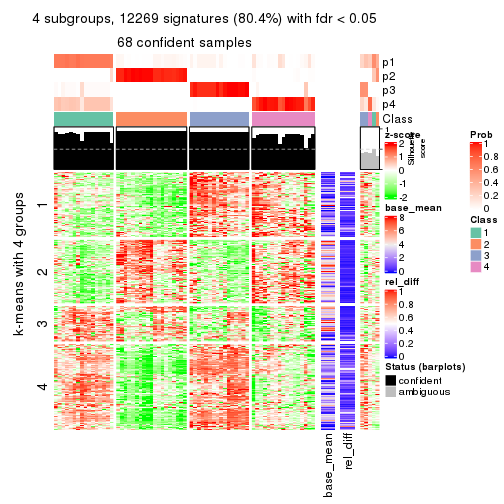 4 subgroups, 12269 signatures (80.4%) with fdr < 0.05
68 confident samples
p1
p2
p3
p4
Class
1
Silhouette
score
k-means with 4 groups
1
2
3
4
base_mean
rel_diff
z-score
2
1
0
-1
-2
base_mean
8
6
4
2
0
rel_diff
1
0.8
0.6
0.4
0.2
0
Status (barplots)
confident
ambiguous
Prob
1
0.8
0.6
0.4
0.2
0
Class
1
2
3
4